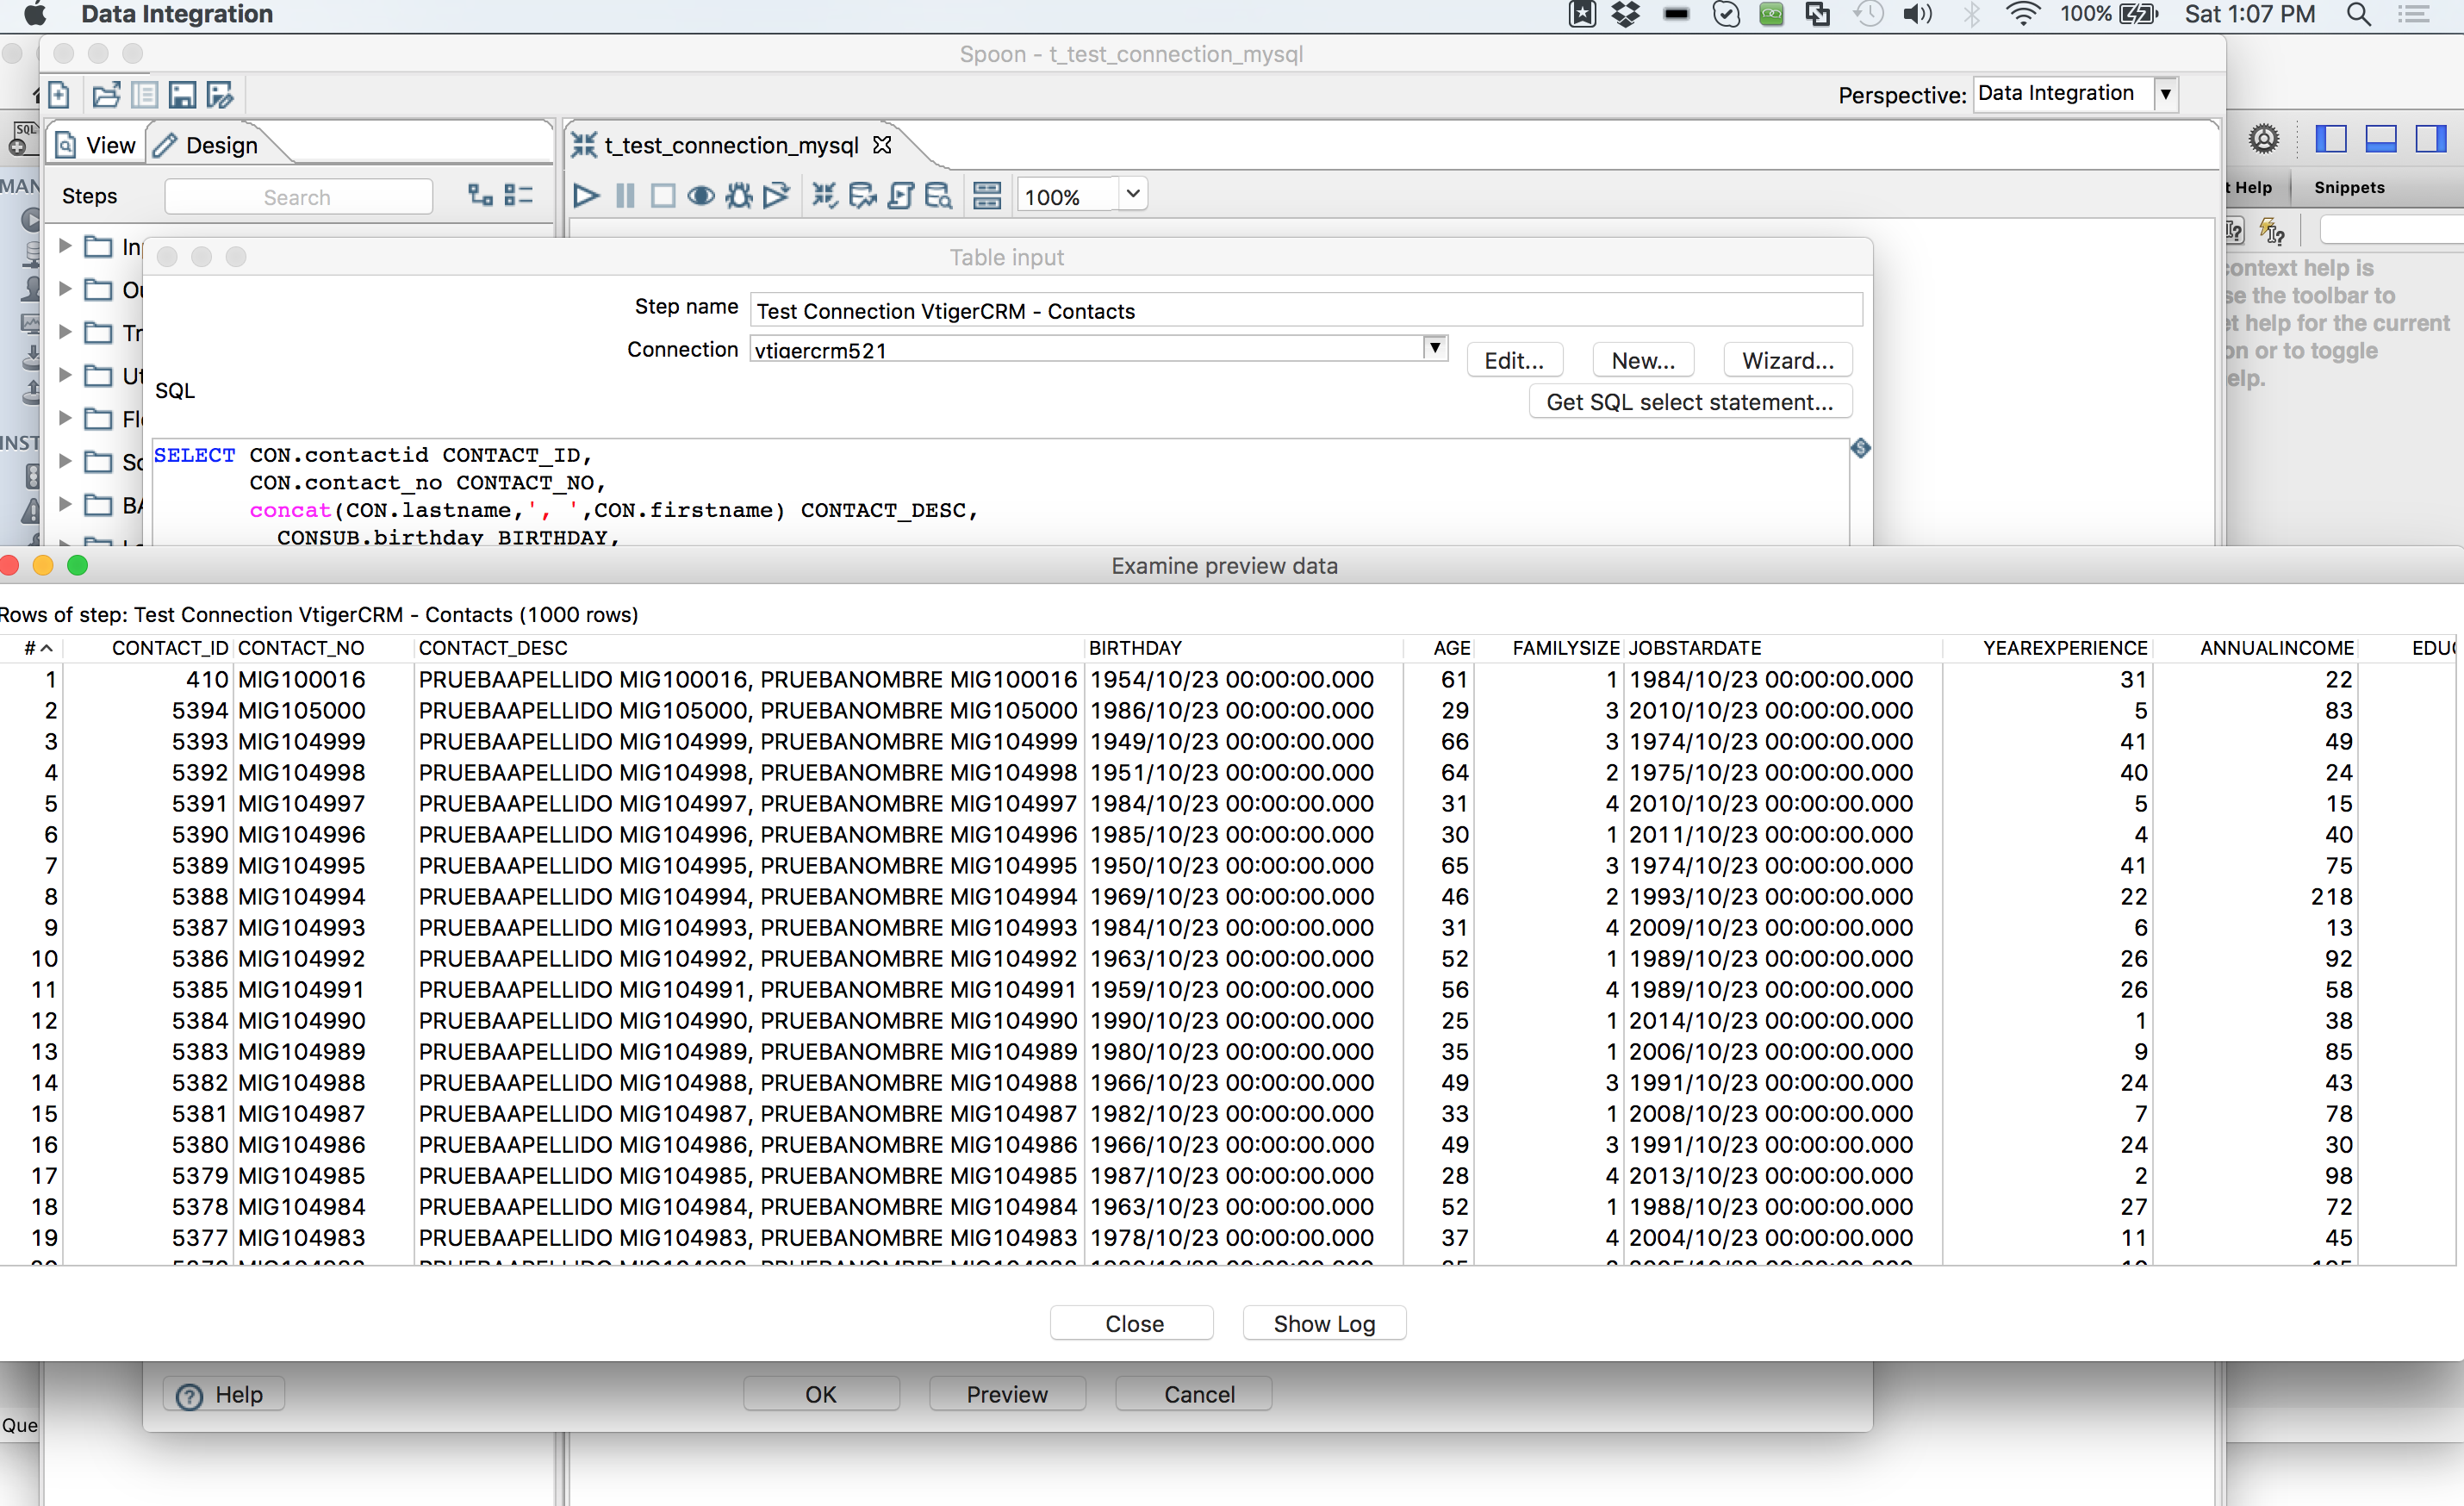 Data Integration 100% Sat 1:07 PM
Spoon - t_test_connection_mysql
Perspective: Data Integration
View Design t_test_connection_mysql
Steps Search 100%
t Help Snippets
Table input
Step name Test Connection VtigerCRM - Contacts
Connection vtigercrm521
Edit... New... Wizard...
SQL
Get SQL select statement...
context help is
se the toolbar to
et help for the current
on or to toggle
elp.
SELECT CON.contactid CONTACT_ID,
CON.contact_no CONTACT_NO,
concat(CON.lastname,', ',CON.firstname) CONTACT_DESC,
CONSUB.birthday BIRTHDAY,
Examine preview data
Rows of step: Test Connection VtigerCRM - Contacts (1000 rows)
# CONTACT_ID CONTACT_NO CONTACT_DESC BIRTHDAY AGE FAMILYSIZE JOBSTARDATE YEAREXPERIENCE ANNUALINCOME
1 410 MIG100016 PRUEBAAPELLIDO MIG100016, PRUEBANOMBRE MIG100016 1954/10/23 00:00:00.000 61 1 1984/10/23 00:00:00.000 31 22
2 5394 MIG105000 PRUEBAAPELLIDO MIG105000, PRUEBANOMBRE MIG105000 1986/10/23 00:00:00.000 29 3 2010/10/23 00:00:00.000 5 83
3 5393 MIG104999 PRUEBAAPELLIDO MIG104999, PRUEBANOMBRE MIG104999 1949/10/23 00:00:00.000 66 3 1974/10/23 00:00:00.000 41 49
4 5392 MIG104998 PRUEBAAPELLIDO MIG104998, PRUEBANOMBRE MIG104998 1951/10/23 00:00:00.000 64 2 1975/10/23 00:00:00.000 40 24
5 5391 MIG104997 PRUEBAAPELLIDO MIG104997, PRUEBANOMBRE MIG104997 1984/10/23 00:00:00.000 31 4 2010/10/23 00:00:00.000 5 15
6 5390 MIG104996 PRUEBAAPELLIDO MIG104996, PRUEBANOMBRE MIG104996 1985/10/23 00:00:00.000 30 1 2011/10/23 00:00:00.000 4 40
7 5389 MIG104995 PRUEBAAPELLIDO MIG104995, PRUEBANOMBRE MIG104995 1950/10/23 00:00:00.000 65 3 1974/10/23 00:00:00.000 41 75
8 5388 MIG104994 PRUEBAAPELLIDO MIG104994, PRUEBANOMBRE MIG104994 1969/10/23 00:00:00.000 46 2 1993/10/23 00:00:00.000 22 218
9 5387 MIG104993 PRUEBAAPELLIDO MIG104993, PRUEBANOMBRE MIG104993 1984/10/23 00:00:00.000 31 4 2009/10/23 00:00:00.000 6 13
10 5386 MIG104992 PRUEBAAPELLIDO MIG104992, PRUEBANOMBRE MIG104992 1963/10/23 00:00:00.000 52 1 1989/10/23 00:00:00.000 26 92
11 5385 MIG104991 PRUEBAAPELLIDO MIG104991, PRUEBANOMBRE MIG104991 1959/10/23 00:00:00.000 56 4 1989/10/23 00:00:00.000 26 58
12 5384 MIG104990 PRUEBAAPELLIDO MIG104990, PRUEBANOMBRE MIG104990 1990/10/23 00:00:00.000 25 1 2014/10/23 00:00:00.000 1 38
13 5383 MIG104989 PRUEBAAPELLIDO MIG104989, PRUEBANOMBRE MIG104989 1980/10/23 00:00:00.000 35 1 2006/10/23 00:00:00.000 9 85
14 5382 MIG104988 PRUEBAAPELLIDO MIG104988, PRUEBANOMBRE MIG104988 1966/10/23 00:00:00.000 49 3 1991/10/23 00:00:00.000 24 43
15 5381 MIG104987 PRUEBAAPELLIDO MIG104987, PRUEBANOMBRE MIG104987 1982/10/23 00:00:00.000 33 1 2008/10/23 00:00:00.000 7 78
16 5380 MIG104986 PRUEBAAPELLIDO MIG104986, PRUEBANOMBRE MIG104986 1966/10/23 00:00:00.000 49 3 1991/10/23 00:00:00.000 24 30
17 5379 MIG104985 PRUEBAAPELLIDO MIG104985, PRUEBANOMBRE MIG104985 1987/10/23 00:00:00.000 28 4 2013/10/23 00:00:00.000 2 98
18 5378 MIG104984 PRUEBAAPELLIDO MIG104984, PRUEBANOMBRE MIG104984 1963/10/23 00:00:00.000 52 1 1988/10/23 00:00:00.000 27 72
19 5377 MIG104983 PRUEBAAPELLIDO MIG104983, PRUEBANOMBRE MIG104983 1978/10/23 00:00:00.000 37 4 2004/10/23 00:00:00.000 11 45
Close Show Log
Help OK Preview Cancel
Que